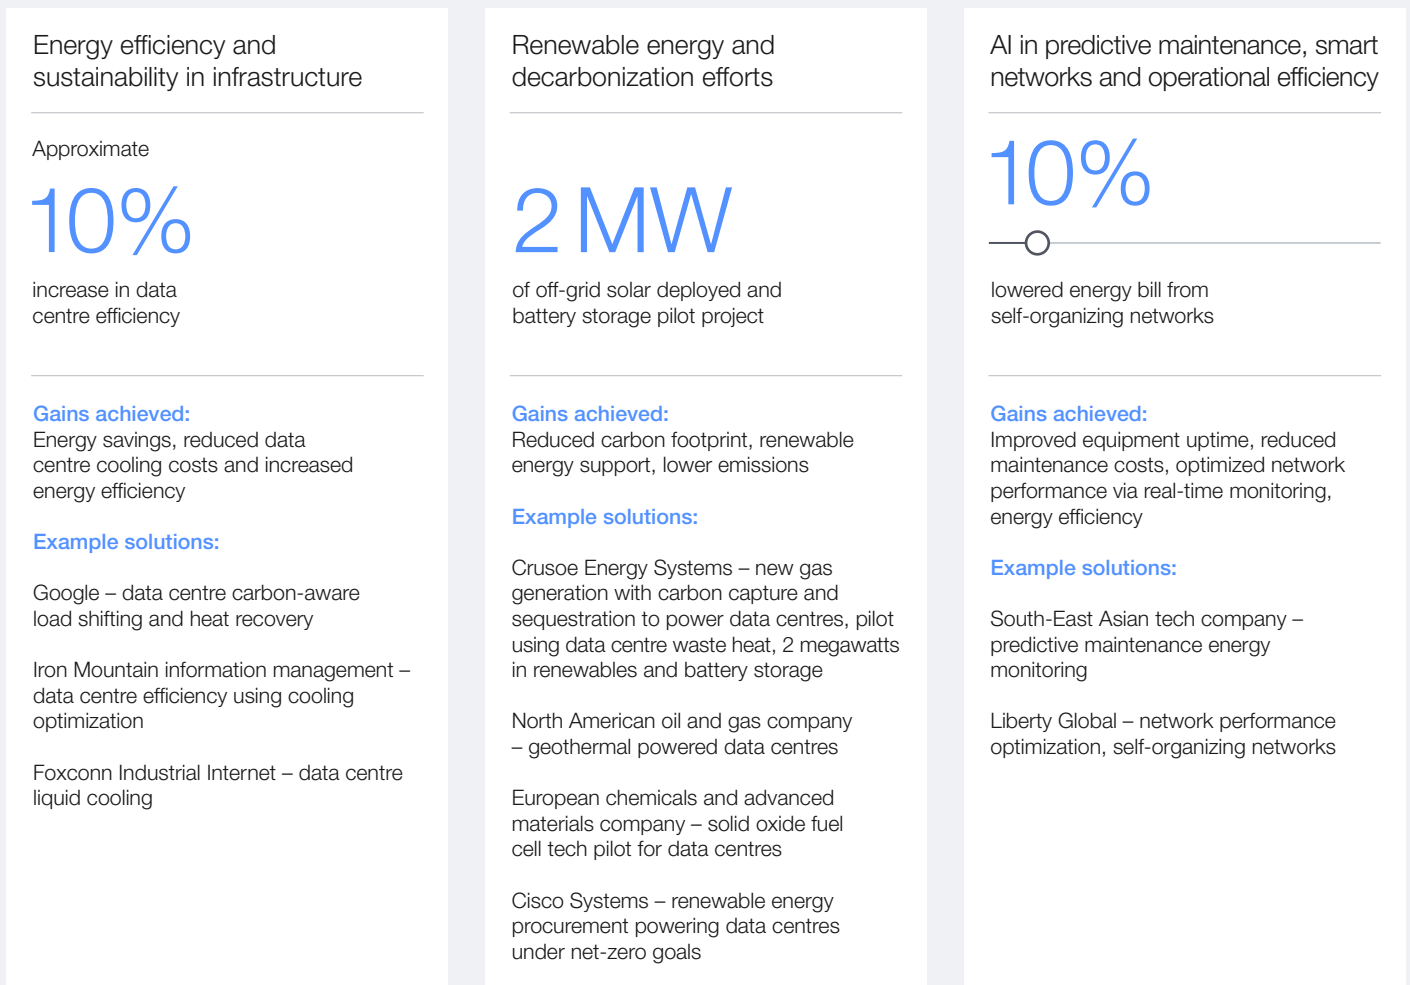 Energy efficiency and
sustainability in infrastructure
Approximate
10%
increase in data
centre efficiency
Gains achieved:
Energy savings, reduced data
centre cooling costs and increased
energy efficiency
Example solutions:
Google – data centre carbon-aware
load shifting and heat recovery
Iron Mountain information management –
data centre efficiency using cooling
optimization
Foxconn Industrial Internet – data centre
liquid cooling
Renewable energy and
decarbonization efforts
2 MW
of off-grid solar deployed and
battery storage pilot project
Gains achieved:
Reduced carbon footprint, renewable
energy support, lower emissions
Example solutions:
Crusoe Energy Systems – new gas
generation with carbon capture and
sequestration to power data centres, pilot
using data centre waste heat, 2 megawatts
in renewables and battery storage
North American oil and gas company
– geothermal powered data centres
European chemicals and advanced
materials company – solid oxide fuel
cell tech pilot for data centres
Cisco Systems – renewable energy
procurement powering data centres
under net-zero goals
AI in predictive maintenance, smart
networks and operational efficiency
10%
lowered energy bill from
self-organizing networks
Gains achieved:
Improved equipment uptime, reduced
maintenance costs, optimized network
performance via real-time monitoring,
energy efficiency
Example solutions:
South-East Asian tech company –
predictive maintenance energy
monitoring
Liberty Global – network performance
optimization, self-organizing networks